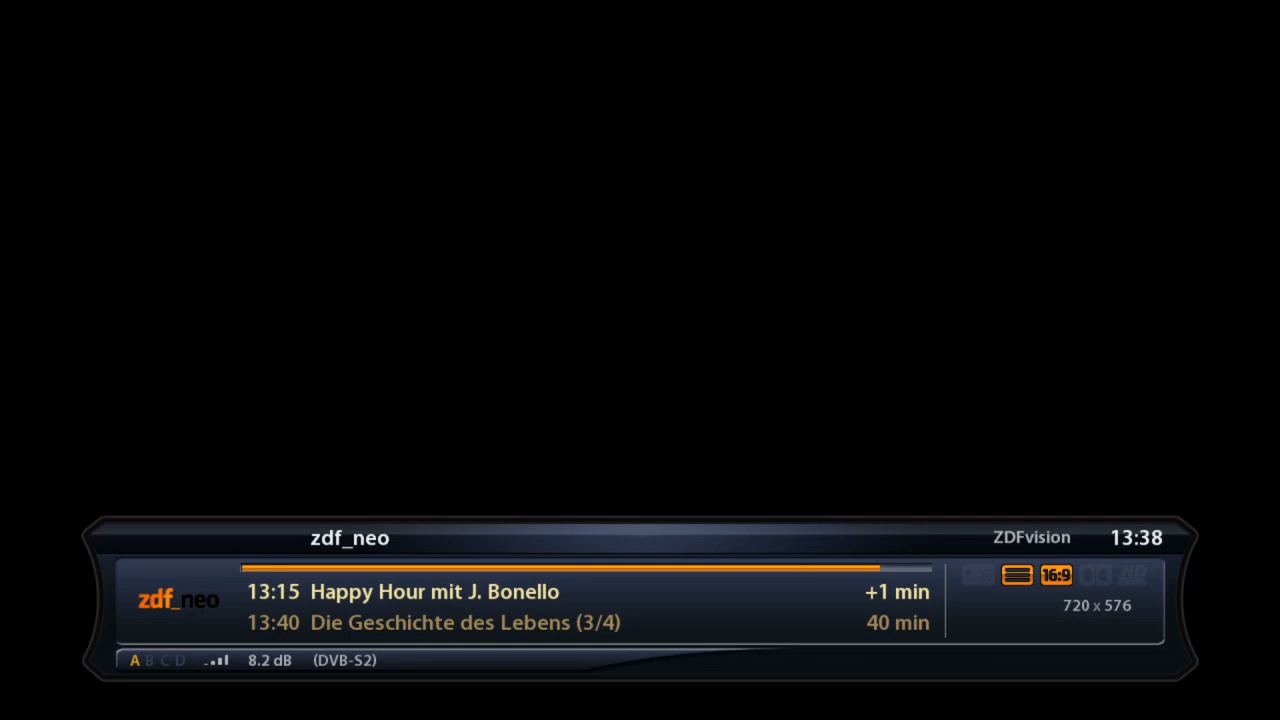 zdf_neo ZDFvision 13:38
zdf_neo
13:15 Happy Hour mit J. Bonello +1 min
13:40 Die Geschichte des Lebens (3/4) 40 min
16:9 HD
720 x 576
A B C D 8.2 dB (DVB-S2)